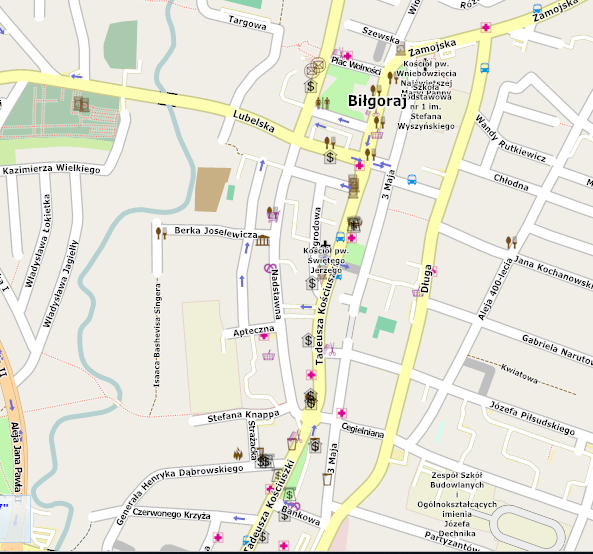 Targowa
Szewska
Zamojska
Zamojska
Plac Wolności
Kościół pw.
Wniebowzięcia
Najświętszej
Maryi Panny
Szkoła
Podstawowa
nr 1 im.
Stefana
Wyszyńskiego
Biłgoraj
Lubelska
Wandy Rutkiewicz
Kazimierza Wielkiego
Chłodna
3 Maja
Władysława Łokietka
Władysława Jagiełły
Berka Joselewicza
Ogrodowa
Kościół pw.
Świętego
Jerzego
Jana Kochanowskiego
Aleja 400-lecia
Długa
Nadstawna
Isaaca Bashevisa Singera
Tadeusza Kościuszki
Apteczna
Gabriela Narutowicza
Kwiatowa
II
Józefa Piłsudskiego
Stefana Knappa
Strażacka
Cegielniana
Aleja Jana Pawła
3 Maja
Generała Henryka Dąbrowskiego
Zespół Szkół
Budowlanych
i
Ogólnokształcących
imienia
Józefa
Dechnika
Czerwonego Krzyża
Bankowa
Tadeusza Kościuszki
Partyzantów